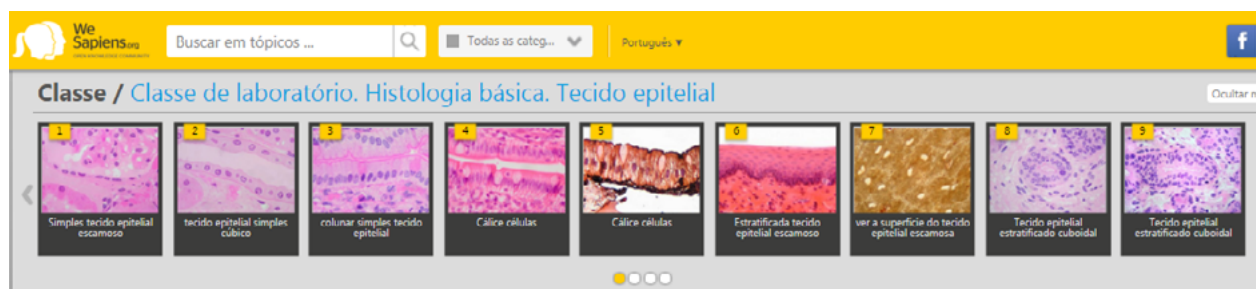 We
Sapiens.org
OPEN KNOWLEDGE COMMUNITY
Buscar em tópicos ...
Todas as categ...
Português
f
Classe / Classe de laboratório. Histologia básica. Tecido epitelial
Ocultar
1
Simples tecido epitelial
escamoso
2
tecido epitelial simples
cúbico
3
colunar simples tecido
epitelial
4
Cálice células
5
Cálice células
6
Estratificada tecido
epitelial escamoso
7
ver a superfície do tecido
epitelial escamosa
8
Tecido epitelial
estratificado cuboidal
9
Tecido epitelial
estratificado cuboidal